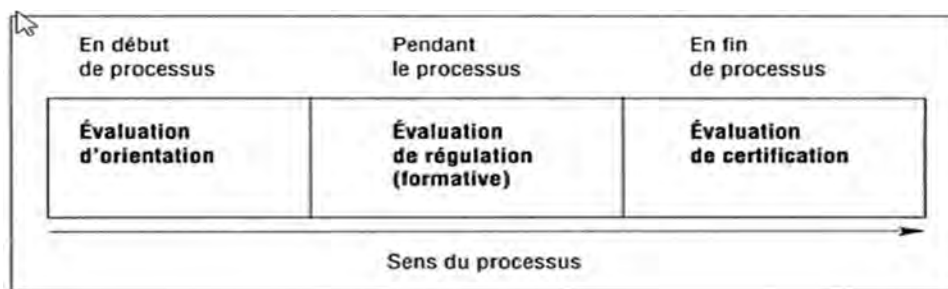 En début
de processus
Pendant
le processus
En fin
de processus
Évaluation
d'orientation
Évaluation
de régulation
(formative)
Évaluation
de certification
Sens du processus